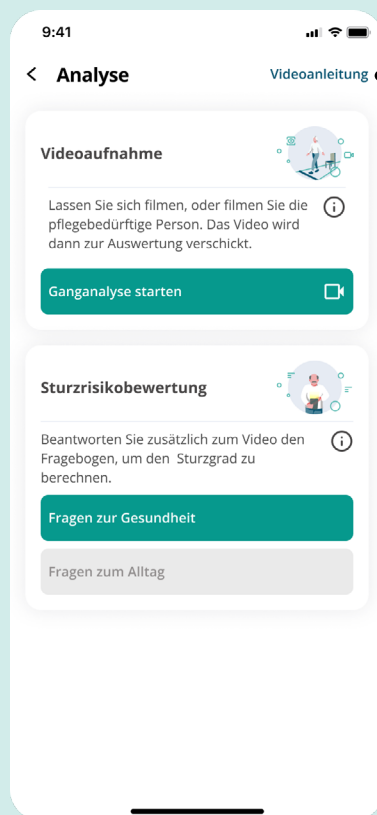 9:41
Analyse
Videoanleitung
Videoaufnahme
Lassen Sie sich filmen, oder filmen Sie die
pflegebedürftige Person. Das Video wird
dann zur Auswertung verschickt.
Ganganalyse starten
Sturzrisikobewertung
Beantworten Sie zusätzlich zum Video den
Fragebogen, um den Sturzgrad zu
berechnen.
Fragen zur Gesundheit
Fragen zum Alltag